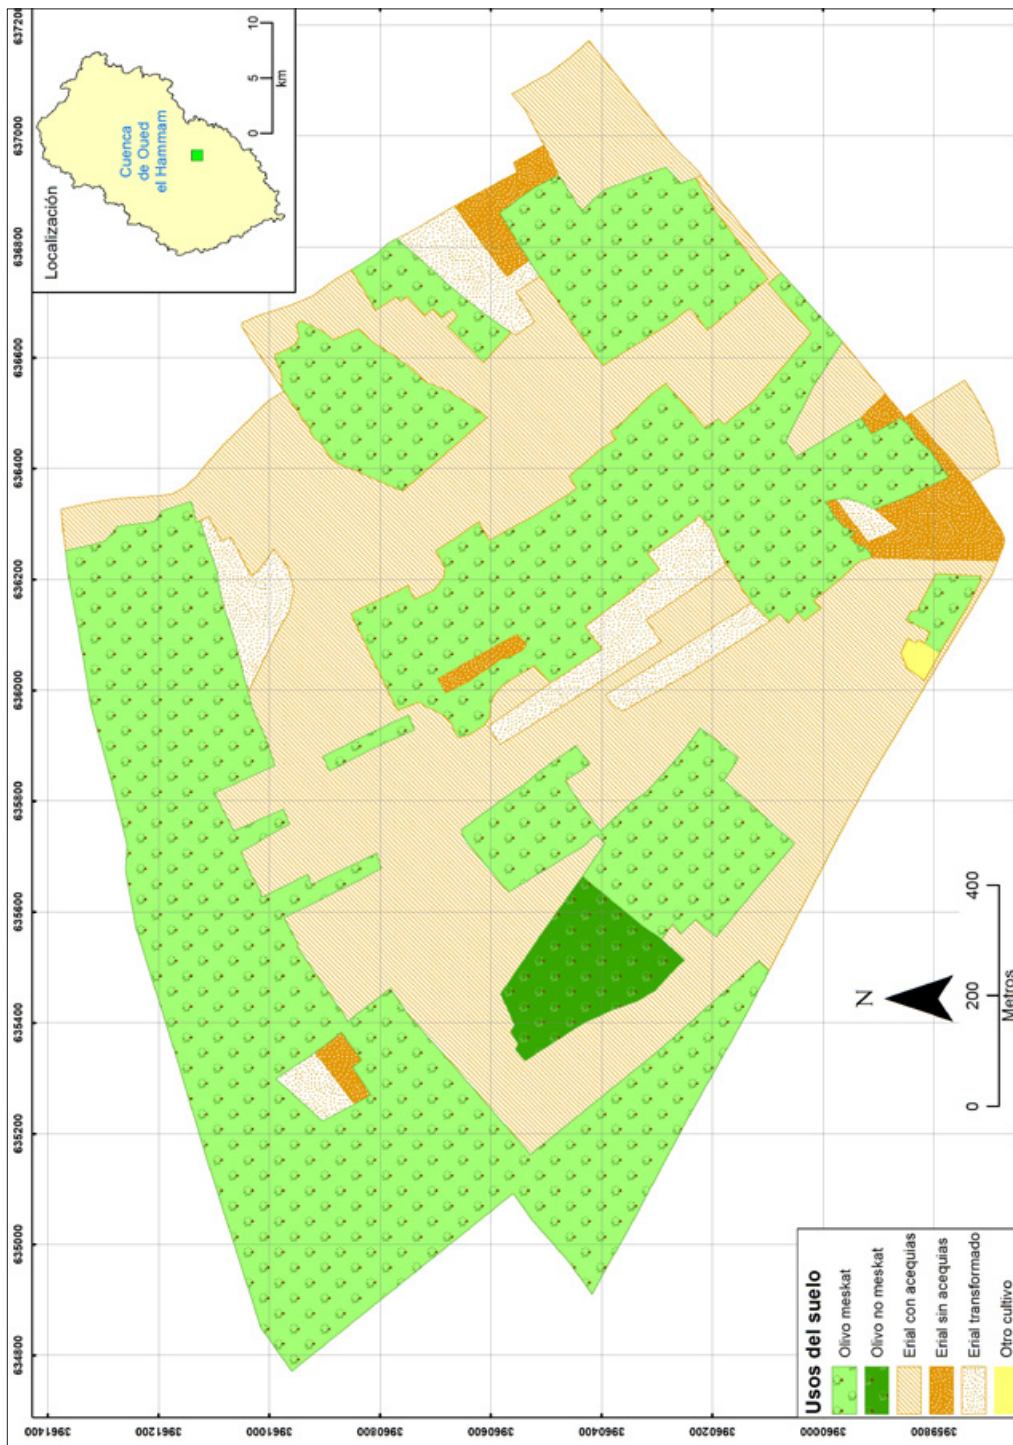 634800 635000 635200 635400 635600 635800 636000 636200 636400 636600 636800 637000 637200
3961400
3961200
3961000
3960800
3960600
3960400
3960200
3960000
3959800
Localización
Cuenca
de Oued
el Hammam
0 5 10
km
N
0 200 400
Metros
Usos del suelo
Olivo meskat
Olivo no meskat
Erial con acequias
Erial sin acequias
Erial transformado
Otro cultivo